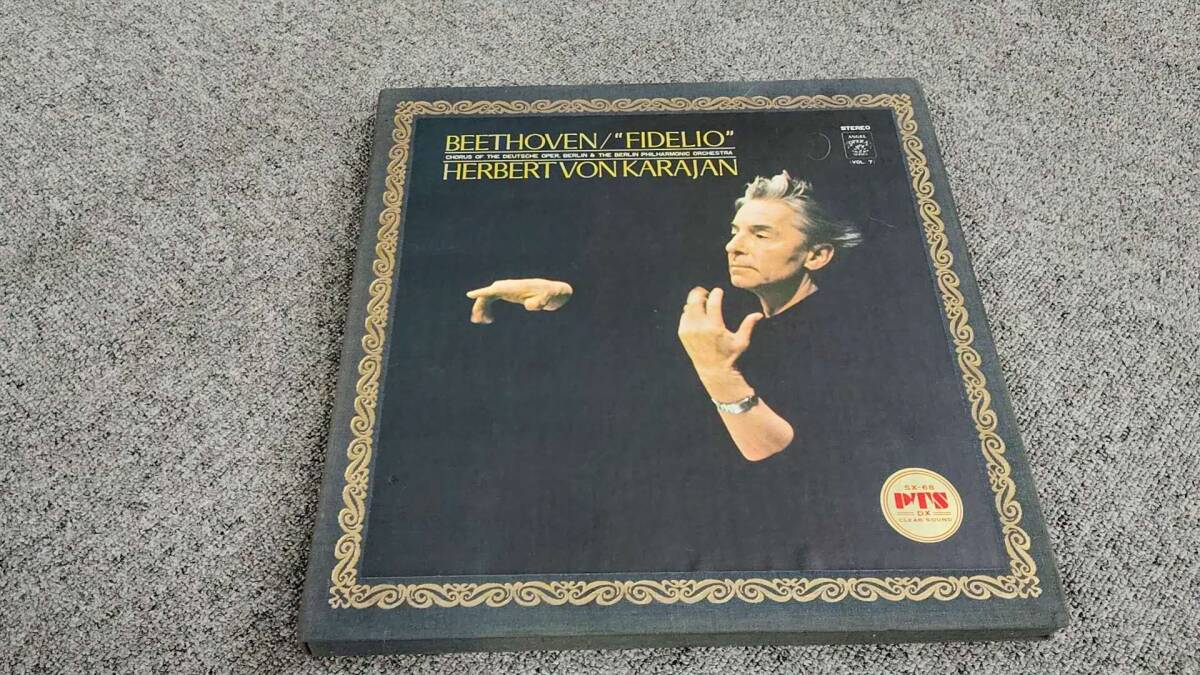 BEETHOVEN/"FIDELIO"
CHORUS OF THE DEUTSCHE OPER, BERLIN & THE BERLIN PHILHARMONIC ORCHESTRA
HERBERT VON KARAJAN
STEREO
ANGEL
VOL. 7
SX-68
PTS
DX
CLEAR SOUND